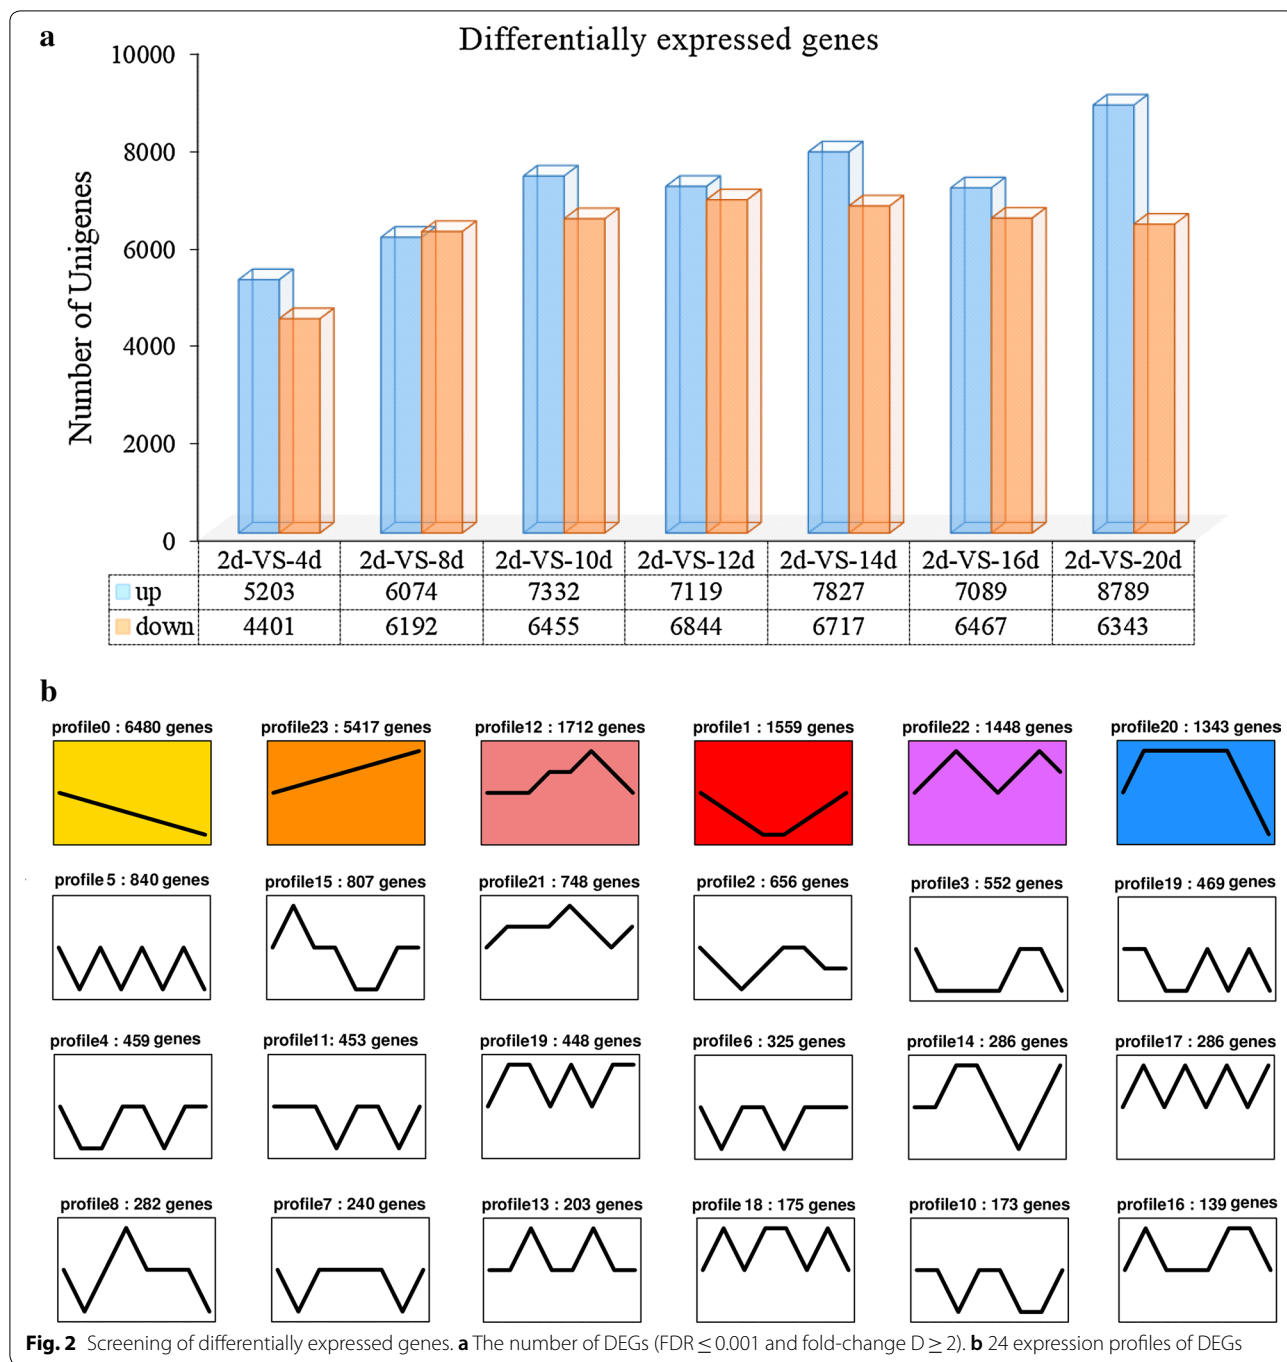 a
Differentially expressed genes
Number of Unigenes
10000
8000
6000
4000
2000
0
2d-VS-4d 2d-VS-8d 2d-VS-10d 2d-VS-12d 2d-VS-14d 2d-VS-16d 2d-VS-20d
up 5203 6074 7332 7119 7827 7089 8789
down 4401 6192 6455 6844 6717 6467 6343
b
profile0 : 6480 genes profile23 : 5417 genes profile12 : 1712 genes profile1 : 1559 genes profile22 : 1448 genes profile20 : 1343 genes
profile 5 : 840 genes profile15 : 807 genes profile21 : 748 genes profile2 : 656 genes profile3 : 552 genes profile19 : 469 genes
profile4 : 459 genes profile11: 453 genes profile19 : 448 genes profile6 : 325 genes profile14 : 286 genes profile17 : 286 genes
profile8 : 282 genes profile7 : 240 genes profile13 : 203 genes profile 18 : 175 genes profile10 : 173 genes profile16 : 139 genes
Fig. 2 Screening of differentially expressed genes. a The number of DEGs (FDR ≤ 0.001 and fold-change D ≥ 2). b 24 expression profiles of DEGs